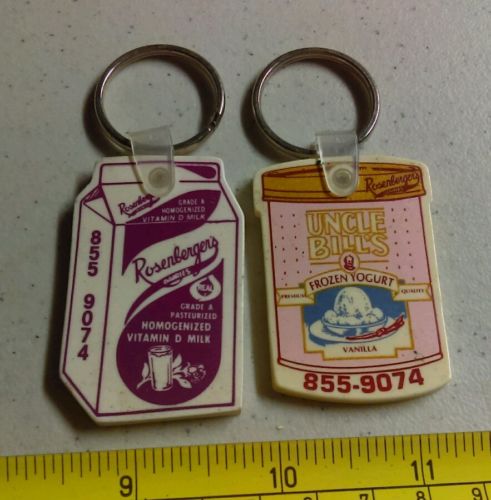 Rosenberger's
GRADE A
HOMOGENIZED
VITAMIN D MILK
855 9074
Rosenberger's
DAIRIES
REAL
GRADE A
PASTEURIZED
HOMOGENIZED
VITAMIN D MILK
Rosenberger's
UNCLE
BILL'S
FROZEN YOGURT
PREMIUM QUALITY
VANILLA
855-9074
9 10 11